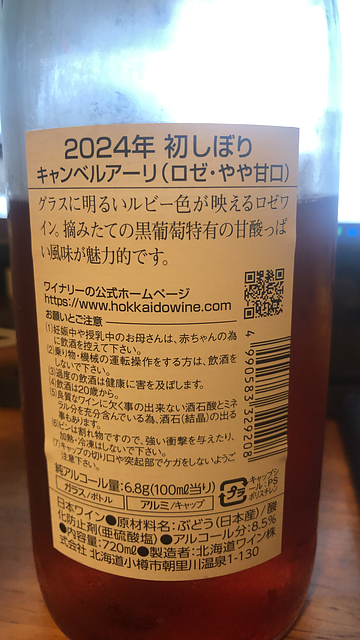 2024年 初しぼり
キャンベルアーリ(ロゼ・やや甘口)
グラスに明るいルビー色が映えるロゼワ
イン。摘みたての黒葡萄特有の甘酸っぱ
い風味が魅力的です。
ワイナリーの公式ホームページ
https://www.hokkaidowine.com
お願いとご注意
(1)妊娠中や授乳中のお母さんは、赤ちゃんの為
に飲酒を控えて下さい。
(2)乗り物・機械の運転操作をする方は、飲酒を
しないで下さい。
(3)過度の飲酒は健康に害を及ぼします。
(4)飲酒は20歳から。
(5)良質なワインに欠く事の出来ない酒石酸とミネ
ラル分を充分含んでいる為、酒石(結晶)の出る
事もあります。
(6)ビンは割れ物ですので、強い衝撃を与えたり、
加熱・冷凍はしないで下さい。
(7)キャップの切り口や突起部でケガをしないようご
注意下さい。
4 990583 329208
純アルコール量:6.8g(100mℓ当り)
ガラス/ボトル
アルミ/キャップ
プラ
キャップシ
ール:PS
ポリスチレン
日本ワイン●原材料名:ぶどう(日本産)/酸
化防止剤(亜硫酸塩)●アルコール分:8.5%
●内容量:720mℓ●製造者:北海道ワイン株
式会社 北海道小樽市朝里川温泉1-130